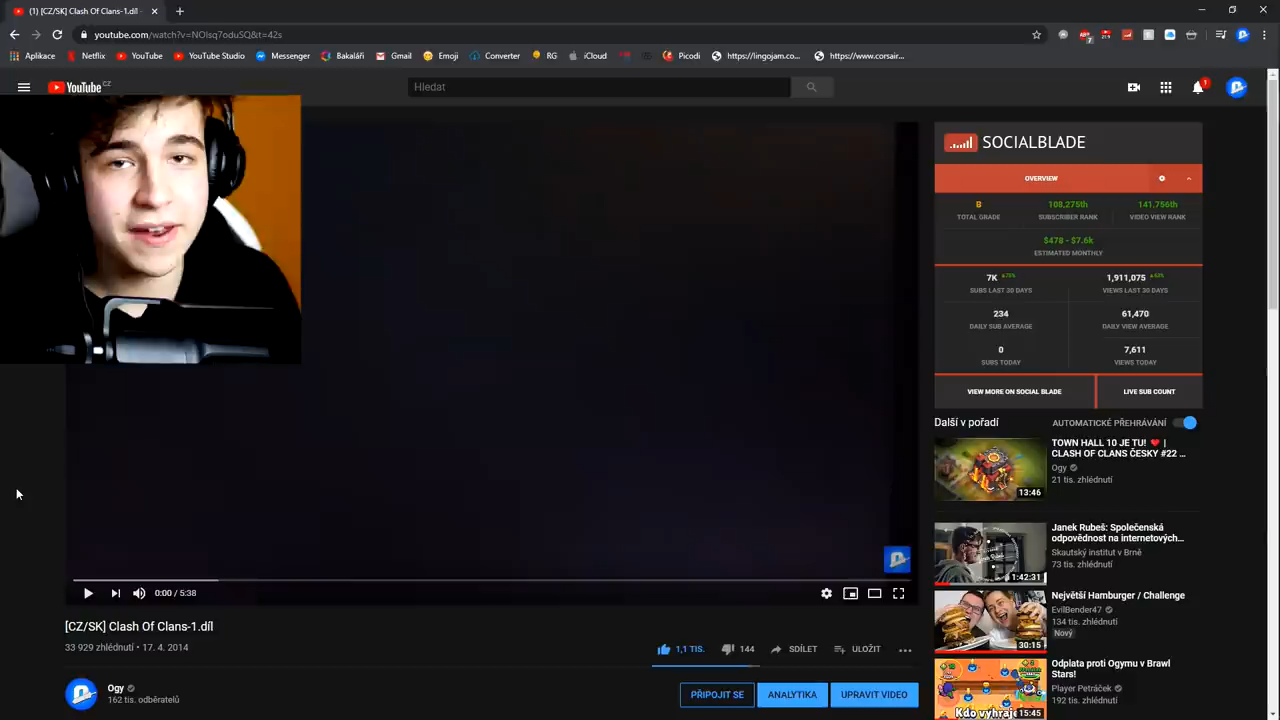 (1) [CZ/SK] Clash Of Clans-1.díl -
youtube.com/watch?v=NOlsq7oduSQ&t=42s
Aplikace Netflix YouTube YouTube Studio Messenger Bakaláři Gmail Emoji Converter RG iCloud Picodi https://lingojam.co... https://www.corsair...
YouTube CZ
Hledat
1
SOCIALBLADE
OVERVIEW
B 108,275th 141,756th
TOTAL GRADE SUBSCRIBER RANK VIDEO VIEW RANK
$478 - $7.6k
ESTIMATED MONTHLY
7K 1,911,075
SUBS LAST 30 DAYS VIEWS LAST 30 DAYS
234 61,470
DAILY SUB AVERAGE DAILY VIEW AVERAGE
0 7,611
SUBS TODAY VIEWS TODAY
VIEW MORE ON SOCIAL BLADE LIVE SUB COUNT
Další v pořadí AUTOMATICKÉ PŘEHRÁVÁNÍ
TOWN HALL 10 JE TU! ❤️ |
CLASH OF CLANS ČESKY #22 ...
Ogy
21 tis. zhlédnutí
13:46
Janek Rubeš: Společenská
odpovědnost na internetových...
Skautský institut v Brně
73 tis. zhlédnutí
1:42:31
Největší Hamburger / Challenge
EvilBender47
134 tis. zhlédnutí
Nový
30:15
Odplata proti Ogymu v Brawl
Stars!
Player Petráček
192 tis. zhlédnutí
Kdo vyhraje
15:45
0:00 / 5:38
[CZ/SK] Clash Of Clans-1.díl
33 929 zhlédnutí • 17. 4. 2014
1,1 TIS. 144 SDÍLET ULOŽIT
Ogy
162 tis. odběratelů
PŘIPOJIT SE ANALYTIKA UPRAVIT VIDEO